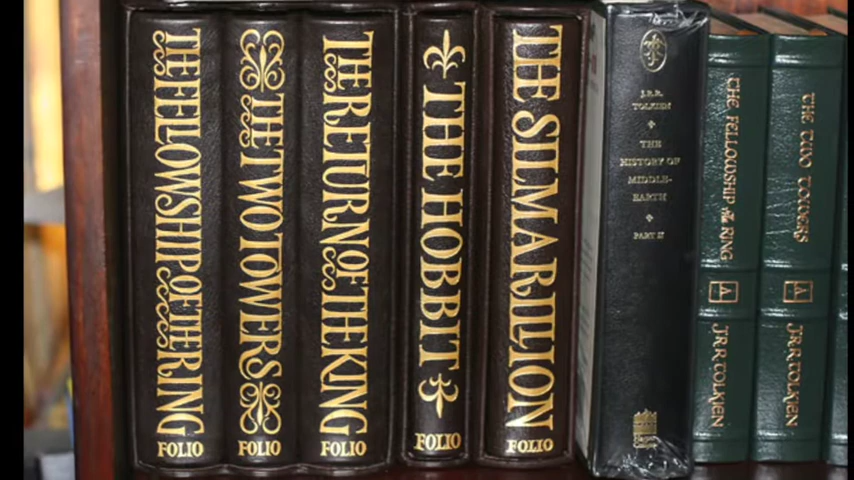 THE FELLOWSHIP OF THE RING
FOLIO
THE TWO TOWERS
FOLIO
THE RETURN OF THE KING
FOLIO
THE HOBBIT
FOLIO
THE SILMARILLION
FOLIO
J.R.R.
TOLKIEN
THE
HISTORY OF
MIDDLE-
EARTH
PART II
THE FELLOWSHIP of the RING
A
J·R·R·TOLKIEN
THE TWO TOWERS
A
J·R·R·TOLKIEN